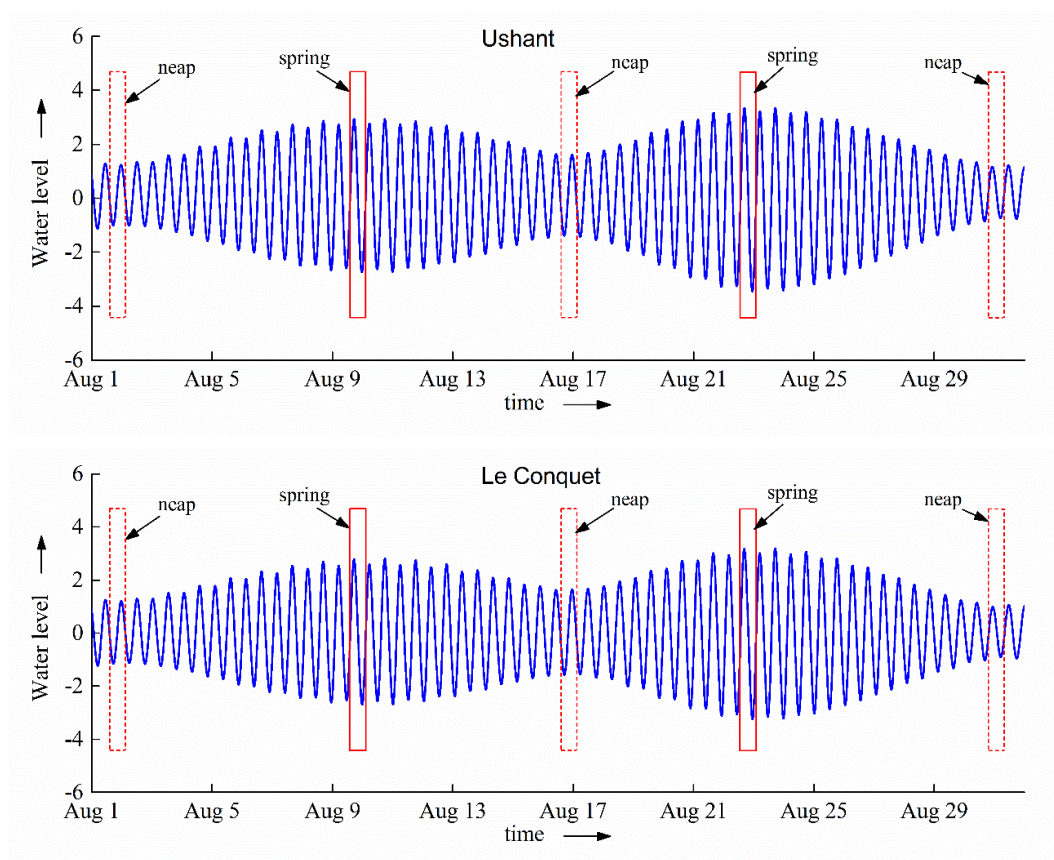 Ushant
6
4
2
0
-2
-4
-6
Water level
neap
spring
ncap
spring
ncap
Aug 1
Aug 5
Aug 9
Aug 13
Aug 17
Aug 21
Aug 25
Aug 29
time
Le Conquet
6
4
2
0
-2
-4
-6
Water level
ncap
spring
neap
spring
neap
Aug 1
Aug 5
Aug 9
Aug 13
Aug 17
Aug 21
Aug 25
Aug 29
time